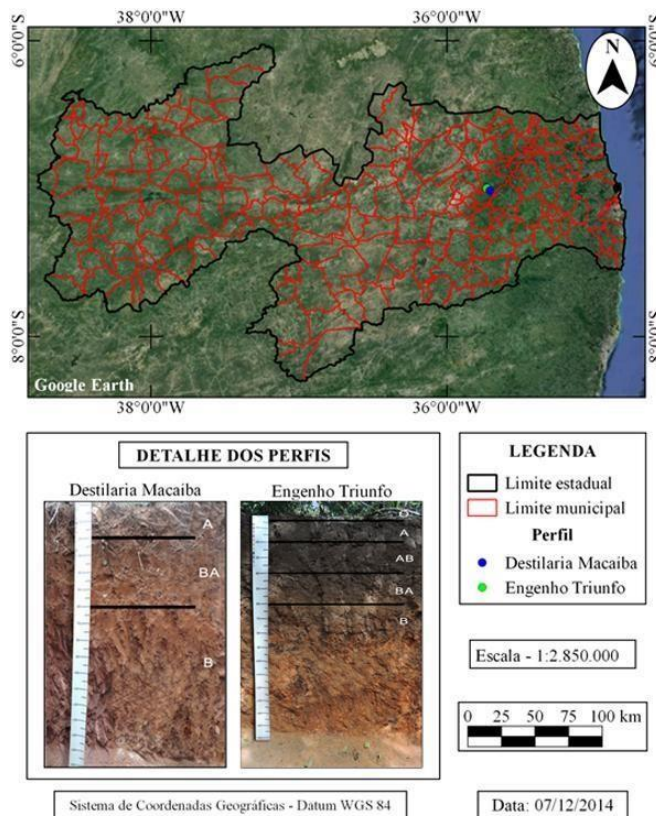 38°0'0"W
36°0'0"W
6°0'0"S
6°0'0"S
N
8°0'0"S
8°0'0"S
Google Earth
38°0'0"W
36°0'0"W
DETALHE DOS PERFIS
Destilaria Macaiba
A
BA
B
Engenho Triunfo
O
A
AB
BA
B
LEGENDA
Limite estadual
Limite municipal
Perfil
Destilaria Macaiba
Engenho Triunfo
Escala - 1:2.850.000
0 25 50 75 100 km
Sistema de Coordenadas Geográficas - Datum WGS 84
Data: 07/12/2014